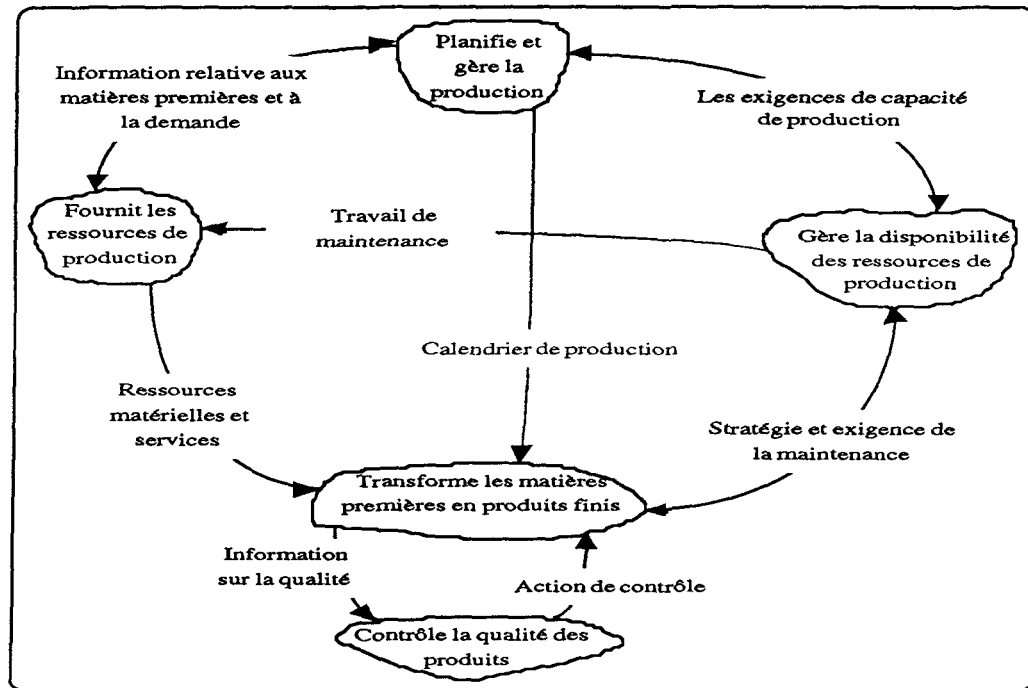 Planifie et
gère la
production
Information relative aux
matières premières et à
la demande
Les exigences de capacité
de production
Fournit les
ressources de
production
Travail de
maintenance
Gère la disponibilité
des ressources de
production
Calendrier de production
Ressources
matérielles et
services
Stratégie et exigence de
la maintenance
Transforme les matières
premières en produits finis
Information
sur la qualité
Action de contrôle
Contrôle la qualité des
produits